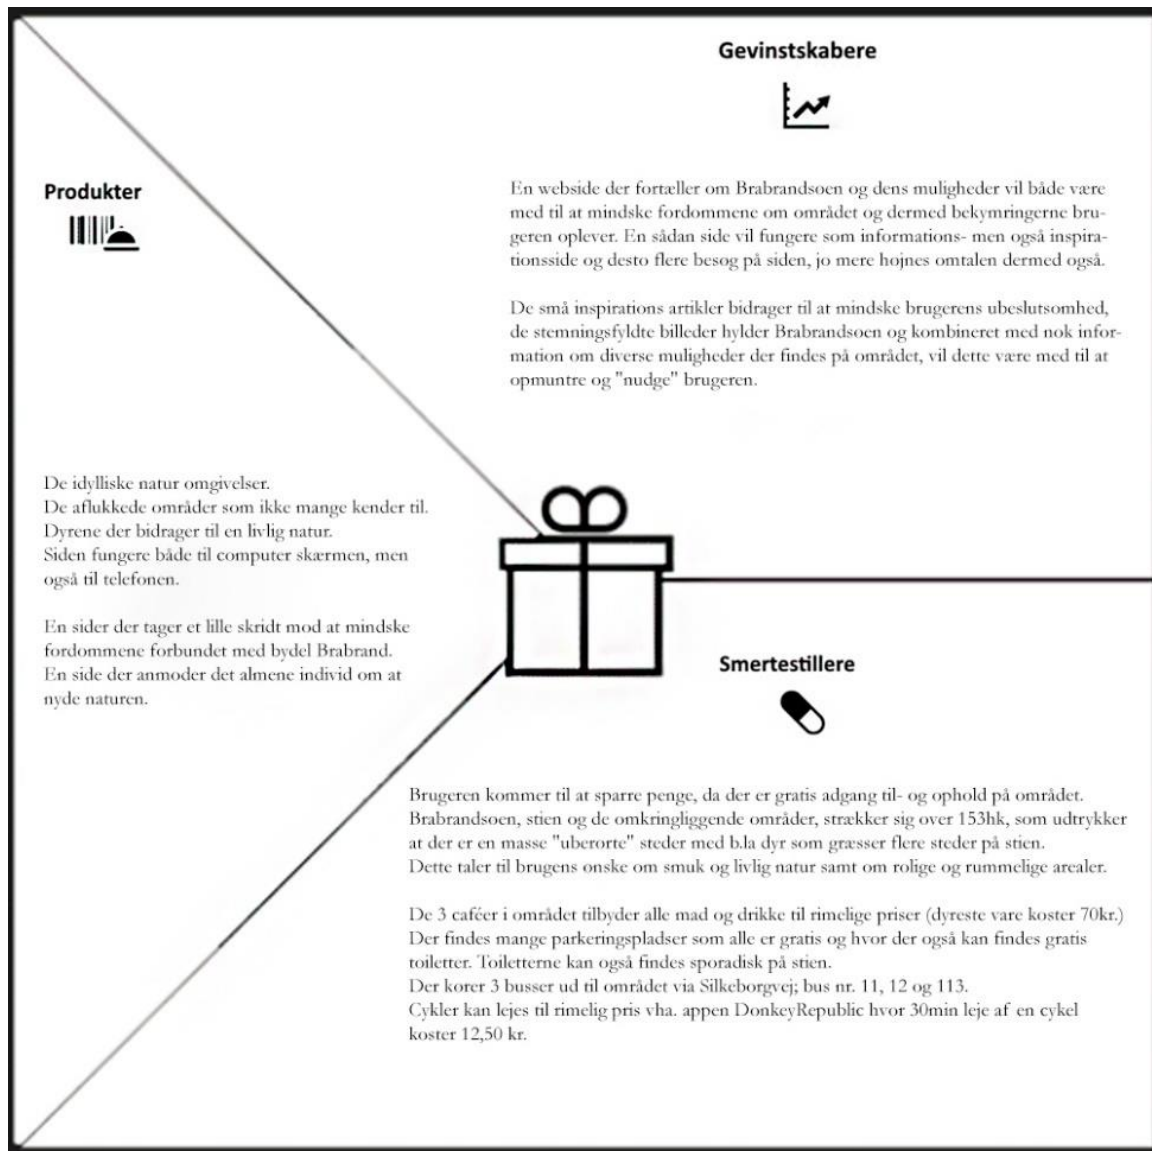 Gevinstskabere
En webside der fortæller om Brabrandsoen og dens muligheder vil både være
med til at mindske fordommene om området og dermed bekymringerne bru-
geren oplever. En sådan side vil fungere som informations- men også inspira-
tionsside og desto flere besog på siden, jo mere hojnes omtalen dermed også.
De små inspirations artikler bidrager til at mindske brugerens ubeslutsomhed,
de stemningsfyldte billeder hylder Brabrandsoen og kombineret med nok infor-
mation om diverse muligheder der findes på området, vil dette være med til at
opmuntre og "nudge" brugeren.
Produkter
De idylliske natur omgivelser.
De aflukkede områder som ikke mange kender til.
Dyrene der bidrager til en livlig natur.
Siden fungere både til computer skærmen, men
også til telefonen.
En sider der tager et lille skridt mod at mindske
fordommene forbundet med bydel Brabrand.
En side der anmoder det almene individ om at
nyde naturen.
Smertestillere
Brugeren kommer til at sparre penge, da der er gratis adgang til- og ophold på området.
Brabrandsoen, stien og de omkringliggende områder, strækker sig over 153hk, som udtrykker
at der er en masse "uberorte" steder med b.la dyr som græsser flere steder på stien.
Dette taler til brugens onske om smuk og livlig natur samt om rolige og rummelige arealer.
De 3 caféer i området tilbyder alle mad og drikke til rimelige priser (dyreste vare koster 70kr.)
Der findes mange parkeringspladser som alle er gratis og hvor der også kan findes gratis
toiletter. Toiletterne kan også findes sporadisk på stien.
Der korer 3 busser ud til området via Silkeborgvej; bus nr. 11, 12 og 113.
Cykler kan lejes til rimelig pris vha. appen DonkeyRepublic hvor 30min leje af en cykel
koster 12,50 kr.